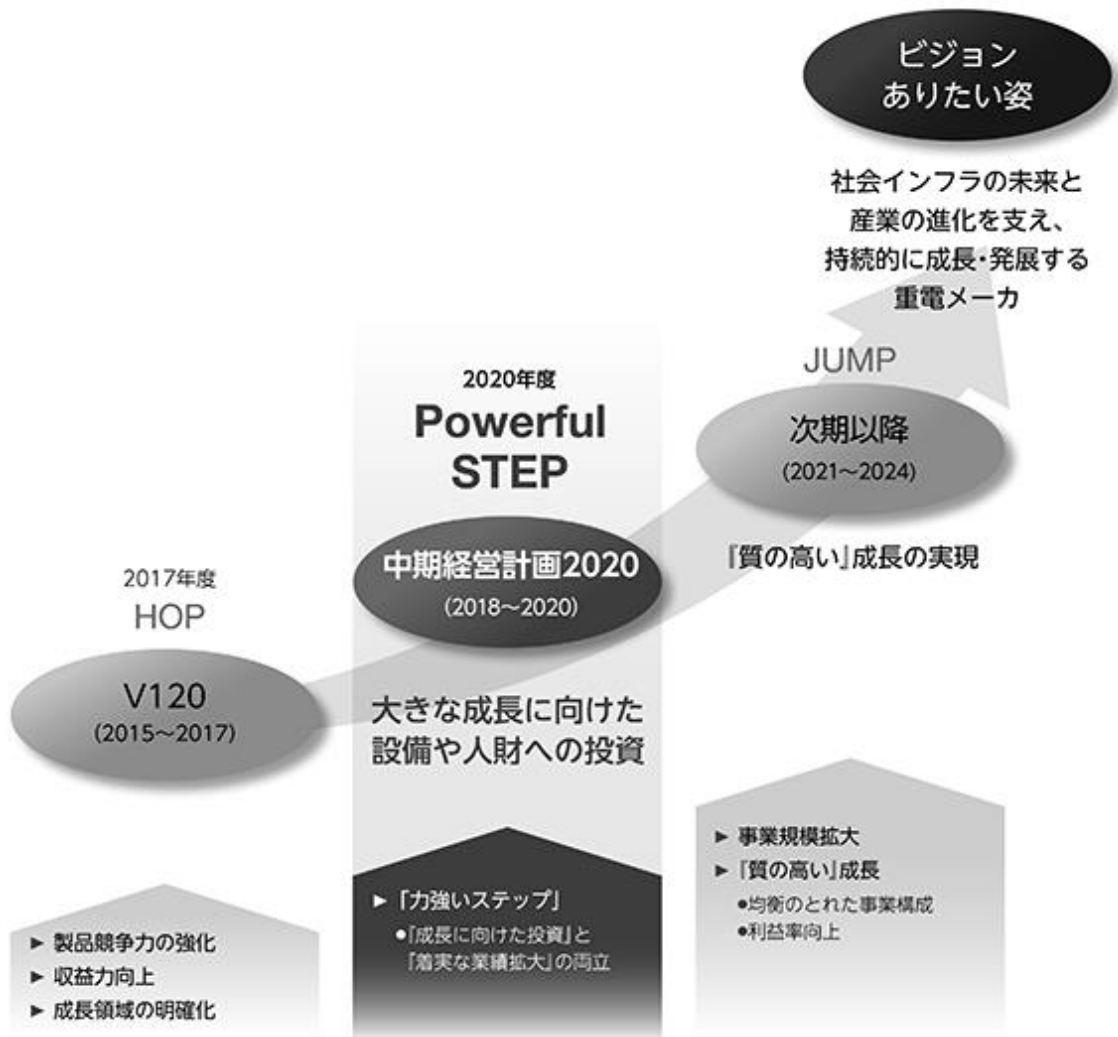 ビジョン
ありたい姿
社会インフラの未来と
産業の進化を支え、
持続的に成長・発展する
重電メーカ
JUMP
次期以降
(2021～2024)
『質の高い』成長の実現
2020年度
Powerful
STEP
中期経営計画2020
(2018～2020)
大きな成長に向けた
設備や人財への投資
2017年度
HOP
V120
(2015～2017)
► 製品競争力の強化
► 収益力向上
► 成長領域の明確化
► 「力強いステップ」
●『成長に向けた投資』と
『着実な業績拡大』の両立
► 事業規模拡大
► 『質の高い』成長
●均衡のとれた事業構成
●利益率向上